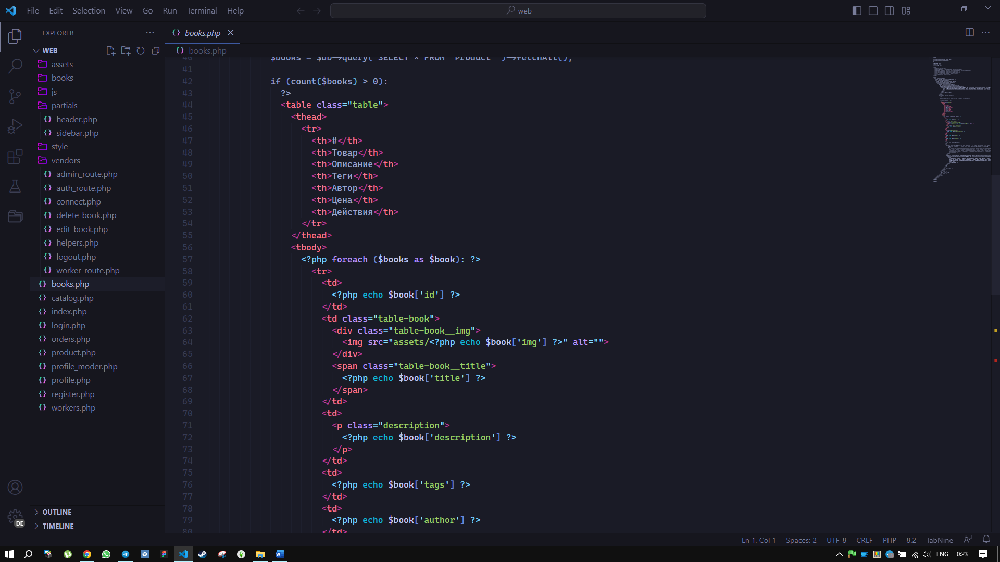 File Edit Selection View Go Run Terminal Help
web
EXPLORER
books.php
WEB
books.php
assets
books
js
partials
header.php
sidebar.php
style
vendors
admin_route.php
auth_route.php
connect.php
delete_book.php
edit_book.php
helpers.php
logout.php
worker_route.php
books.php
catalog.php
index.php
login.php
orders.php
product.php
profile_moder.php
profile.php
register.php
workers.php
OUTLINE
TIMELINE
DE
41
42 if (count($books) > 0):
43 ?>
44 <table class="table">
45 <thead>
46 <tr>
47 <th>#</th>
48 <th>Товар</th>
49 <th>Описание</th>
50 <th>Теги</th>
51 <th>Автор</th>
52 <th>Цена</th>
53 <th>Действия</th>
54 </tr>
55 </thead>
56 <tbody>
57 <?php foreach ($books as $book): ?>
58 <tr>
59 <td>
60 <?php echo $book['id'] ?>
61 </td>
62 <td class="table-book">
63 <div class="table-book__img">
64 <img src="assets/<?php echo $book['img'] ?>" alt="">
65 </div>
66 <span class="table-book__title">
67 <?php echo $book['title'] ?>
68 </span>
69 </td>
70 <td>
71 <p class="description">
72 <?php echo $book['description'] ?>
73 </p>
74 </td>
75 <td>
76 <?php echo $book['tags'] ?>
77 </td>
78 <td>
79 <?php echo $book['author'] ?>
80 </td>
Ln 1, Col 1 Spaces: 2 UTF-8 CRLF PHP 8.2 TabNine
ENG 0:23